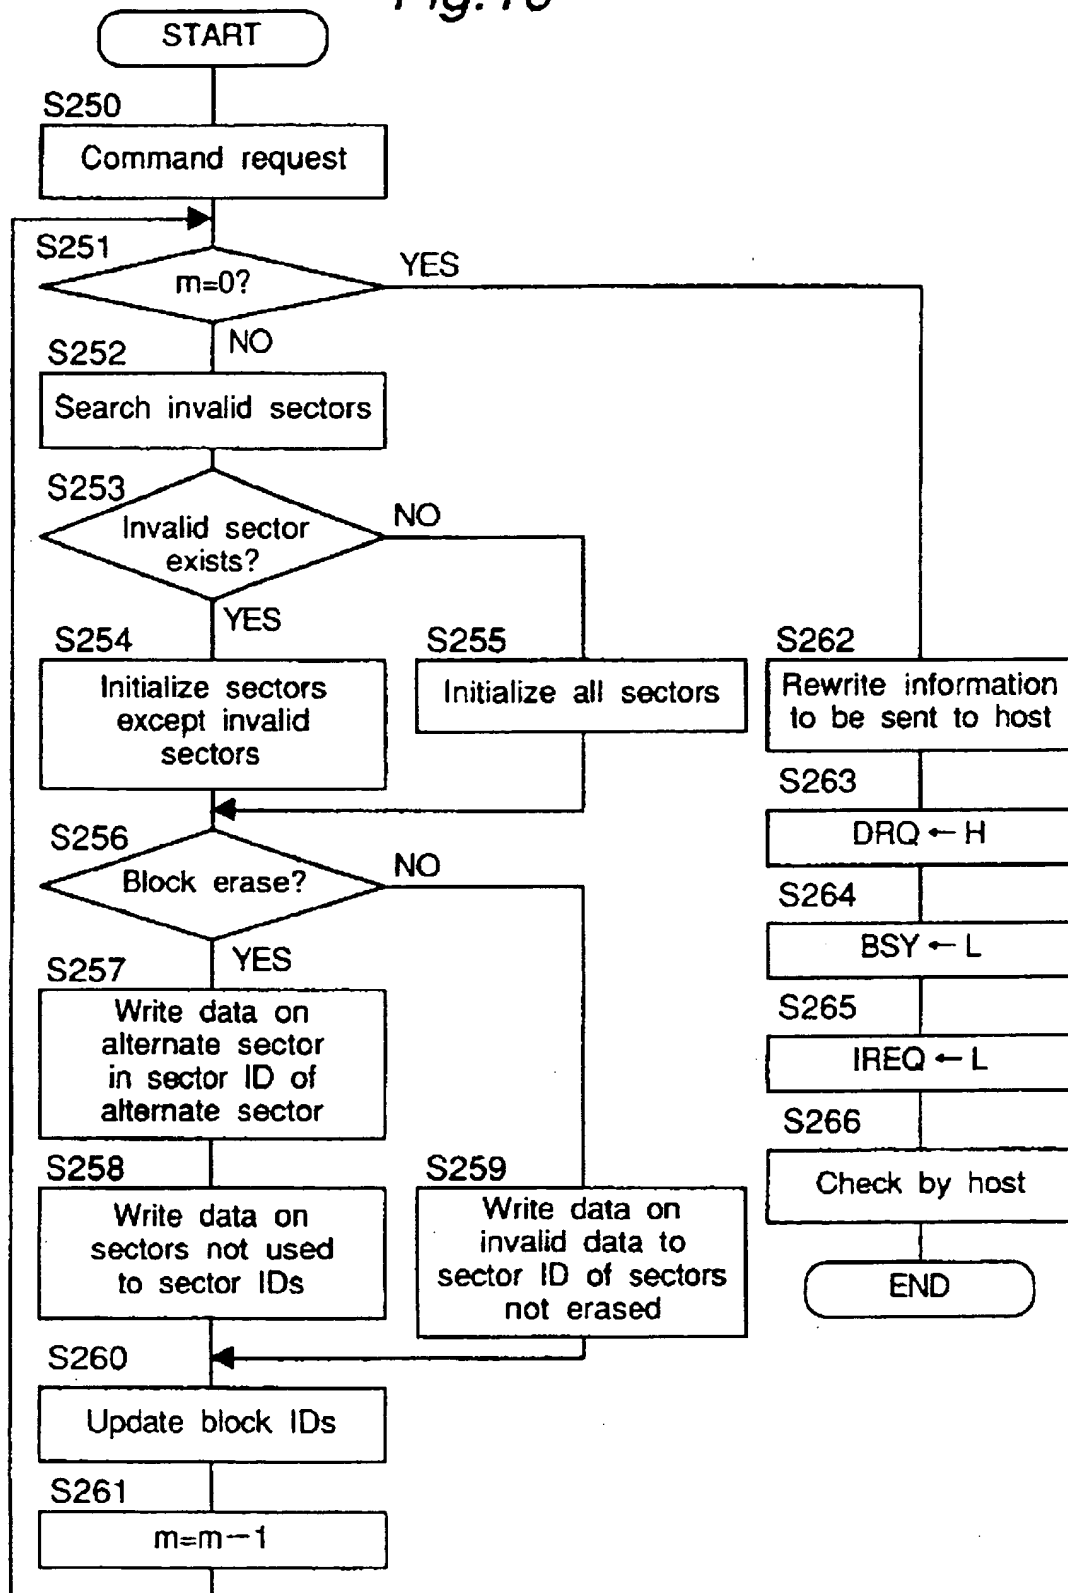 START
S250
Command request
S251
m=0?
YES
NO
S252
Search invalid sectors
S253
Invalid sector
exists?
NO
YES
S254
Initialize sectors
except invalid
sectors
S255
Initialize all sectors
S256
Block erase?
NO
YES
S257
Write data on
alternate sector
in sector ID of
alternate sector
S258
Write data on
sectors not used
to sector IDs
S259
Write data on
invalid data to
sector ID of sectors
not erased
S260
Update block IDs
S261
m=m−1
S262
Rewrite information
to be sent to host
S263
DRQ ← H
S264
BSY ← L
S265
IREQ ← L
S266
Check by host
END